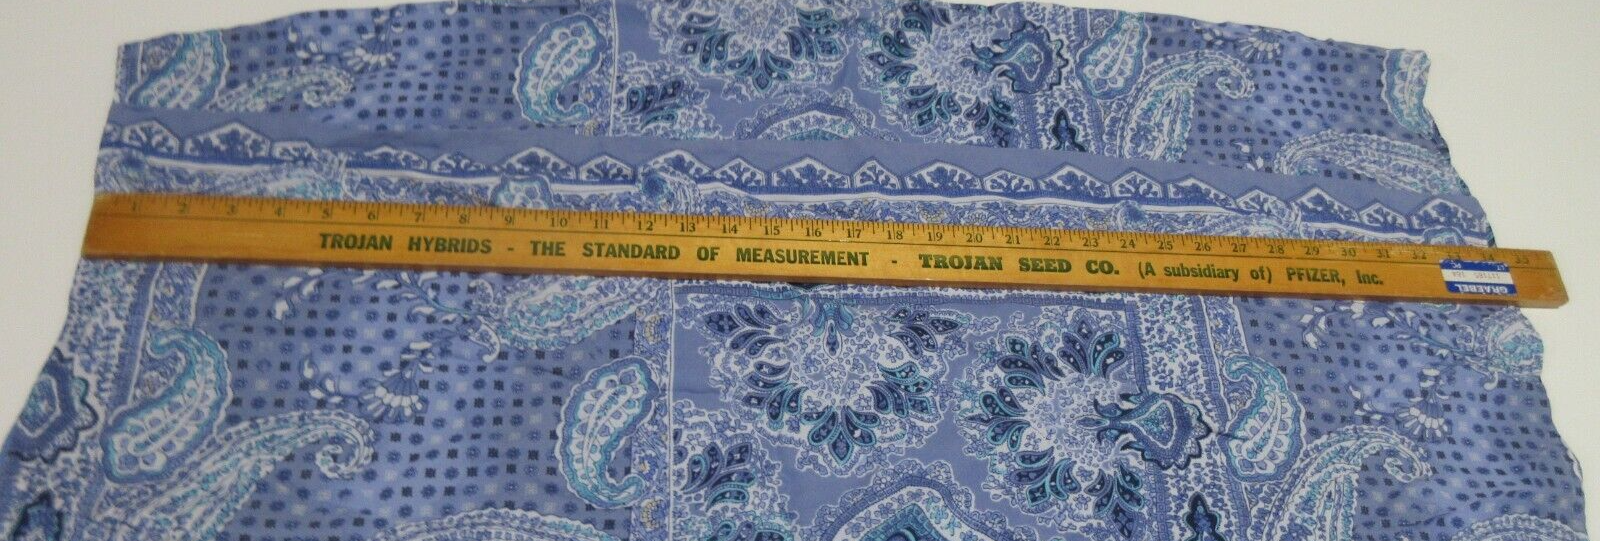 1 2 3 4 5 6 7 8 9 10 11 12 13 14 15 16 17 18 19 20 21 22 23 24 25 26 27 28 29 30 31 32 34 35
TROJAN HYBRIDS - THE STANDARD OF MEASUREMENT - TROJAN SEED CO. (A subsidiary of) PFIZER, Inc.
GRAEBEL